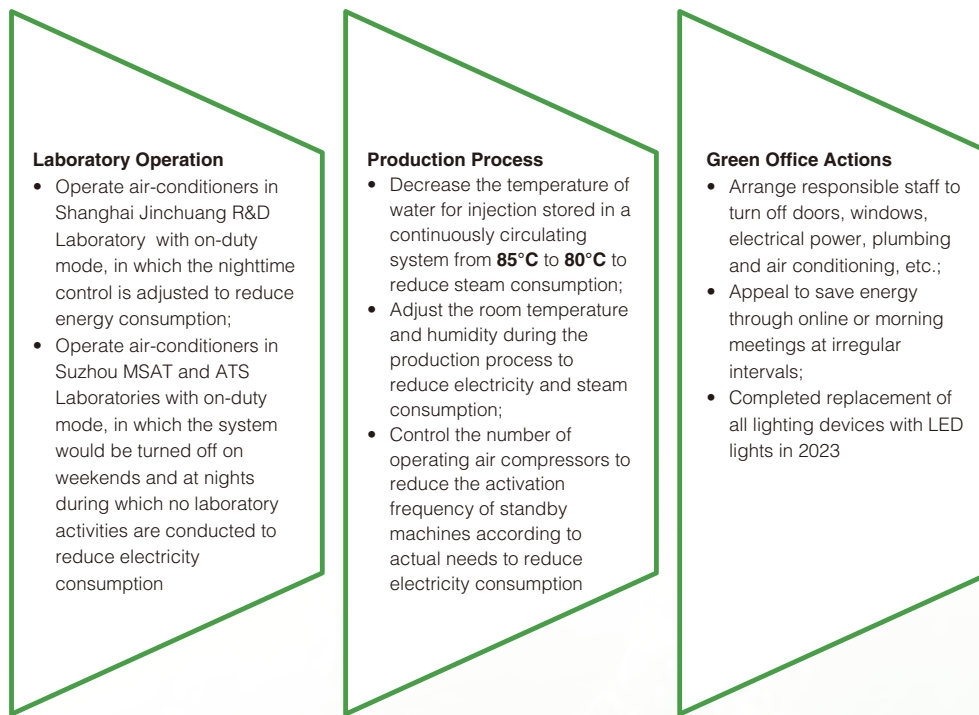 Laboratory Operation
• Operate air-conditioners in
Shanghai Jinchuang R&D
Laboratory with on-duty
mode, in which the nighttime
control is adjusted to reduce
energy consumption;
• Operate air-conditioners in
Suzhou MSAT and ATS
Laboratories with on-duty
mode, in which the system
would be turned off on
weekends and at nights
during which no laboratory
activities are conducted to
reduce electricity
consumption
Production Process
• Decrease the temperature of
water for injection stored in a
continuously circulating
system from 85°C to 80°C to
reduce steam consumption;
• Adjust the room temperature
and humidity during the
production process to
reduce electricity and steam
consumption;
• Control the number of
operating air compressors to
reduce the activation
frequency of standby
machines according to
actual needs to reduce
electricity consumption
Green Office Actions
• Arrange responsible staff to
turn off doors, windows,
electrical power, plumbing
and air conditioning, etc.;
• Appeal to save energy
through online or morning
meetings at irregular
intervals;
• Completed replacement of
all lighting devices with LED
lights in 2023